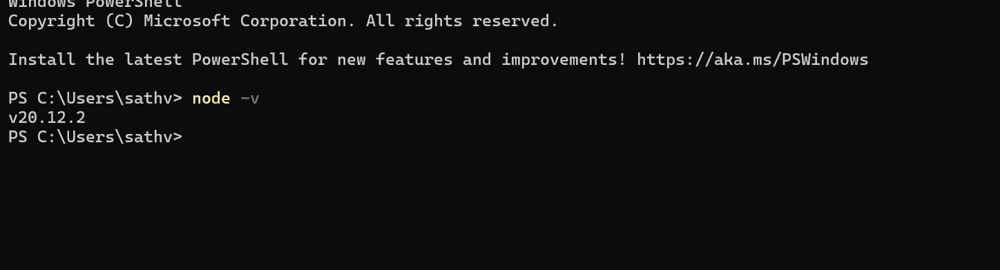 Windows PowerShell
Copyright (C) Microsoft Corporation. All rights reserved.
Install the latest PowerShell for new features and improvements! https://aka.ms/PSWindows
PS C:\Users\sathv> node -v
v20.12.2
PS C:\Users\sathv>